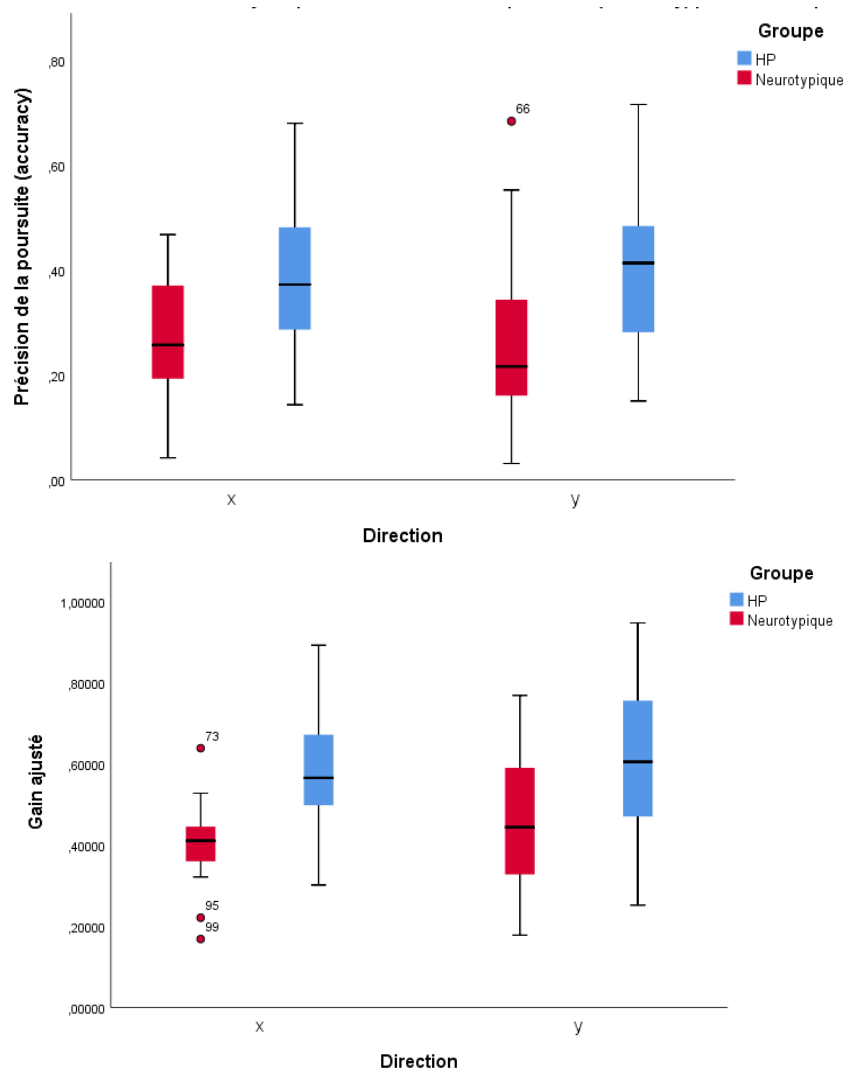 Groupe
HP
Neurotypique
Précision de la poursuite (accuracy)
,80
,60
,40
,20
,00
66
x
y
Direction
Groupe
HP
Neurotypique
Gain ajusté
1,00000
,80000
,60000
,40000
,20000
,00000
73
95
99
x
y
Direction